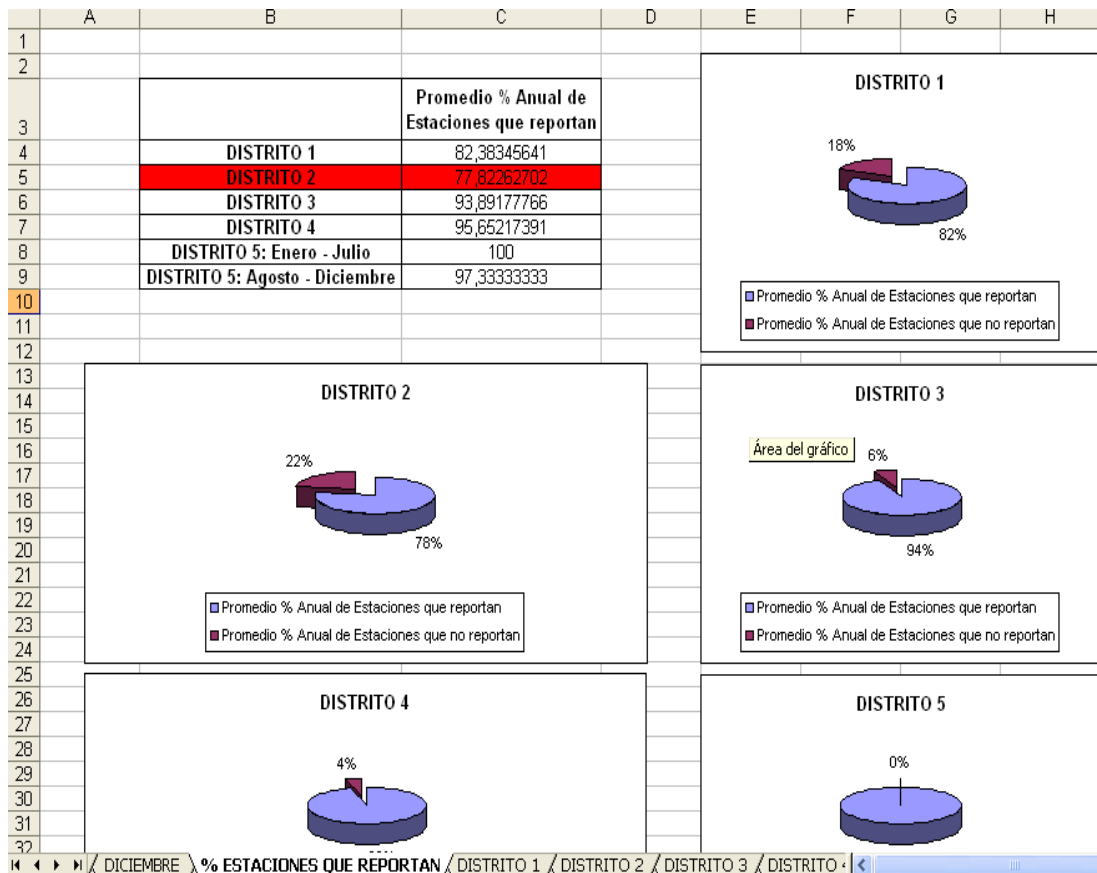 A B C D E F G H
1
2
3
4
5
6
7
8
9
10
11
12
13
14
15
16
17
18
19
20
21
22
23
24
25
26
27
28
29
30
31
32
Promedio % Anual de
Estaciones que reportan
DISTRITO 1 82,38345641
DISTRITO 2 77,82262702
DISTRITO 3 93,89177766
DISTRITO 4 95,65217391
DISTRITO 5: Enero - Julio 100
DISTRITO 5: Agosto - Diciembre 97,33333333
DISTRITO 1
18%
82%
Promedio % Anual de Estaciones que reportan
Promedio % Anual de Estaciones que no reportan
DISTRITO 2
22%
78%
Promedio % Anual de Estaciones que reportan
Promedio % Anual de Estaciones que no reportan
DISTRITO 3
Área del gráfico
6%
94%
Promedio % Anual de Estaciones que reportan
Promedio % Anual de Estaciones que no reportan
DISTRITO 4
4%
DISTRITO 5
0%
DICIEMBRE % ESTACIONES QUE REPORTAN DISTRITO 1 DISTRITO 2 DISTRITO 3 DISTRITO